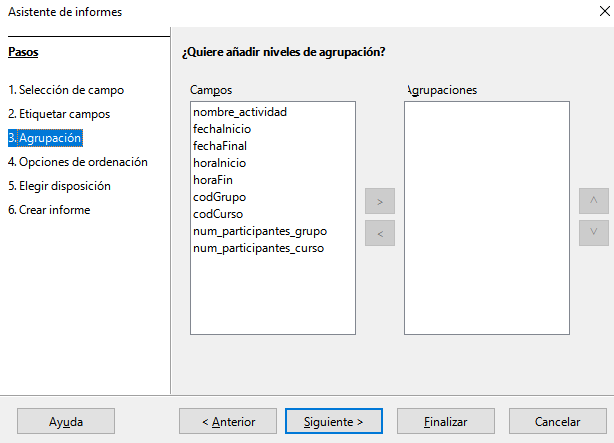 Asistente de informes
Pasos
1. Selección de campo
2. Etiquetar campos
3. Agrupación
4. Opciones de ordenación
5. Elegir disposición
6. Crear informe
¿Quiere añadir niveles de agrupación?
Campos
nombre_actividad
fechaInicio
fechaFinal
horaInicio
horaFin
codGrupo
codCurso
num_participantes_grupo
num_participantes_curso
>
<
Agrupaciones
^
v
Ayuda
< Anterior
Siguiente >
Finalizar
Cancelar